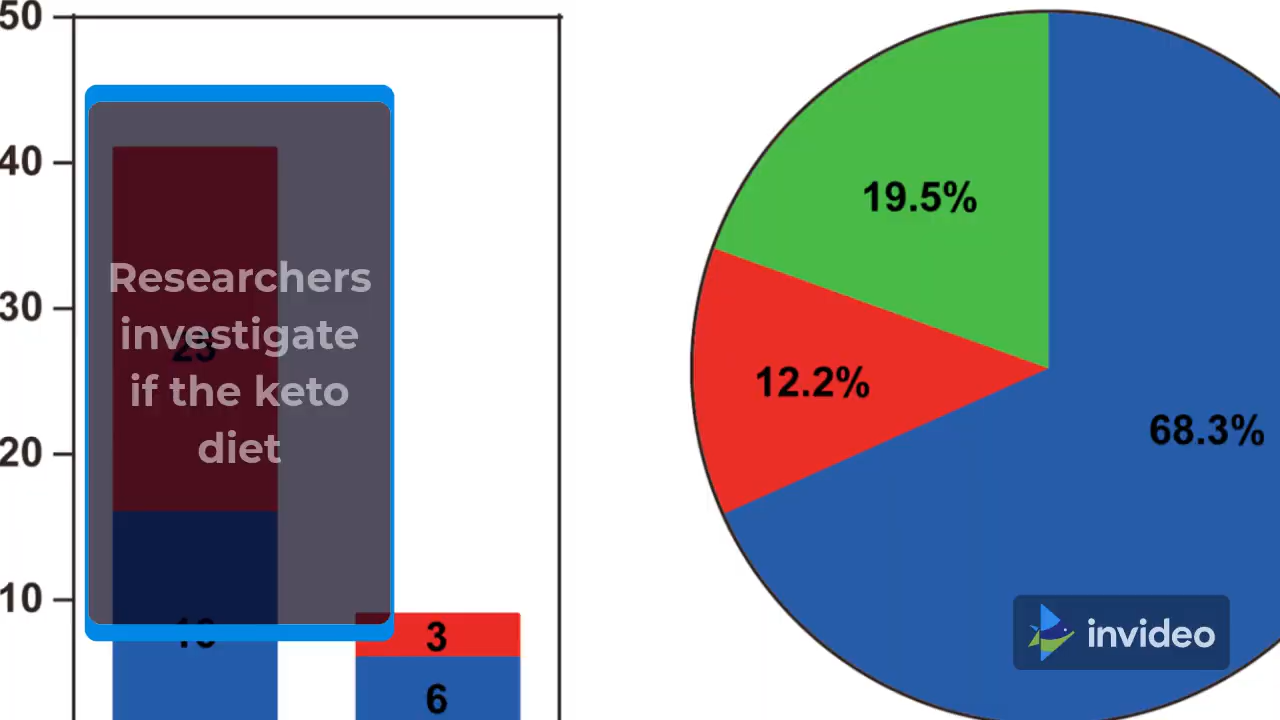 50
40
30
20
10
Researchers
investigate
if the keto
diet
3
6
19.5%
12.2%
68.3%
invideo